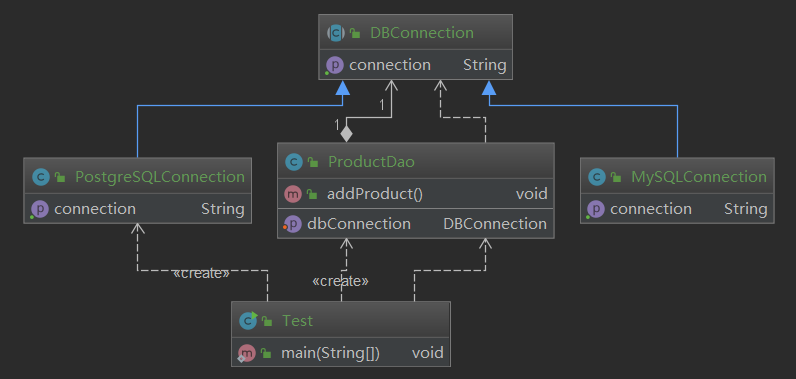 DBConnection
connection String
1
1
PostgreSQLConnection
connection String
ProductDao
addProduct() void
dbConnection DBConnection
MySQLConnection
connection String
«create»
«create»
Test
main(String[]) void